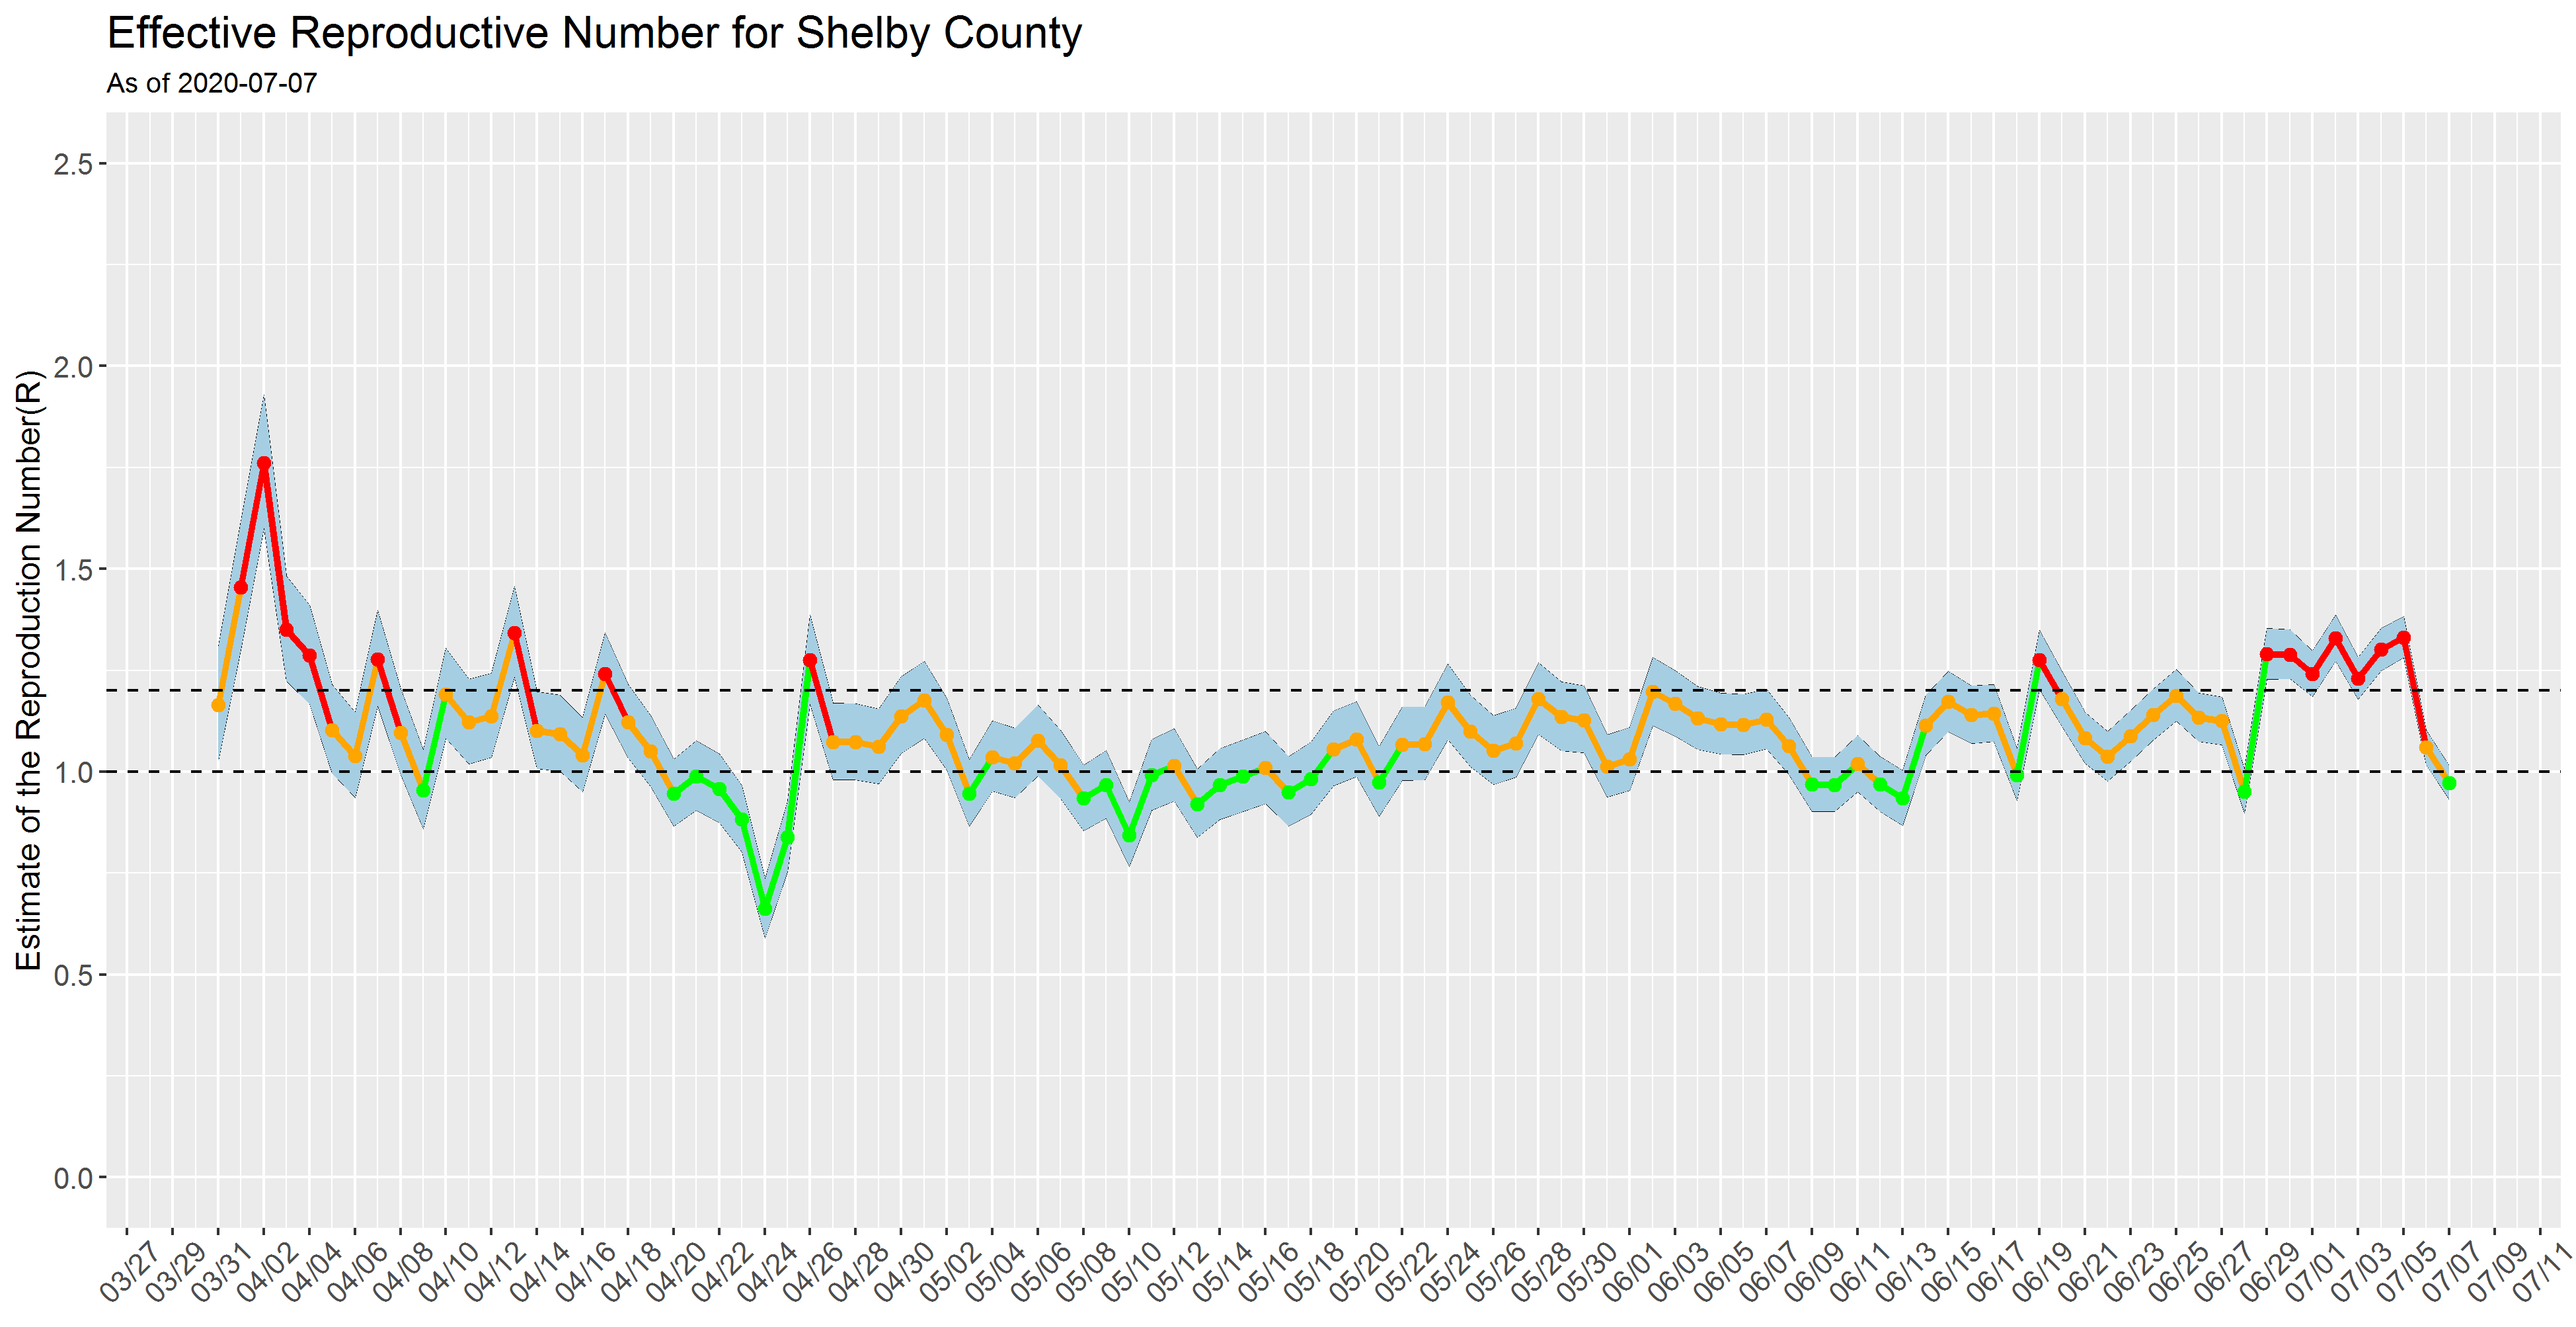 Effective Reproductive Number for Shelby County
As of 2020-07-07
Estimate of the Reproduction Number(R)
2.5
2.0
1.5
1.0
0.5
0.0
03/27 03/29 03/31 04/02 04/04 04/06 04/08 04/10 04/12 04/14 04/16 04/18 04/20 04/22 04/24 04/26 04/28 04/30 05/02 05/04 05/06 05/08 05/10 05/12 05/14 05/16 05/18 05/20 05/22 05/24 05/26 05/28 05/30 06/01 06/03 06/05 06/07 06/09 06/11 06/13 06/15 06/17 06/19 06/21 06/23 06/25 06/27 06/29 07/01 07/03 07/05 07/07 07/09 07/11